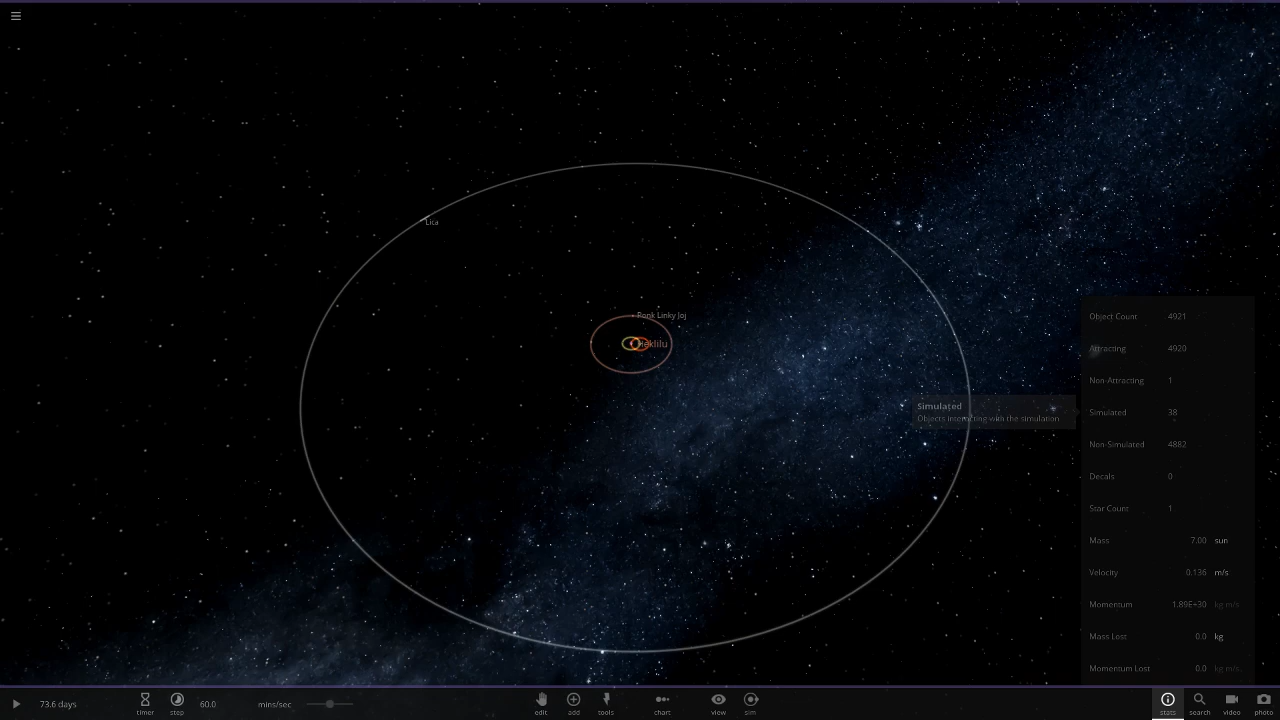 Lica
Ponk Linky Joj
Object Count 4921
Attracting 4920
Non-Attracting 1
Simulated
Objects interacting with the simulation
Simulated 38
Non-Simulated 4882
Decals 0
Star Count 1
Mass 7.00 sun
Velocity 0.136 m/s
Momentum 1.89E+30 kg m/s
Mass Lost 0.0 kg
Momentum Lost 0.0 kg m/s
73.6 days
timer
step
60.0 mins/sec
edit
add
tools
chart
view
sim
stats
search
video
photo